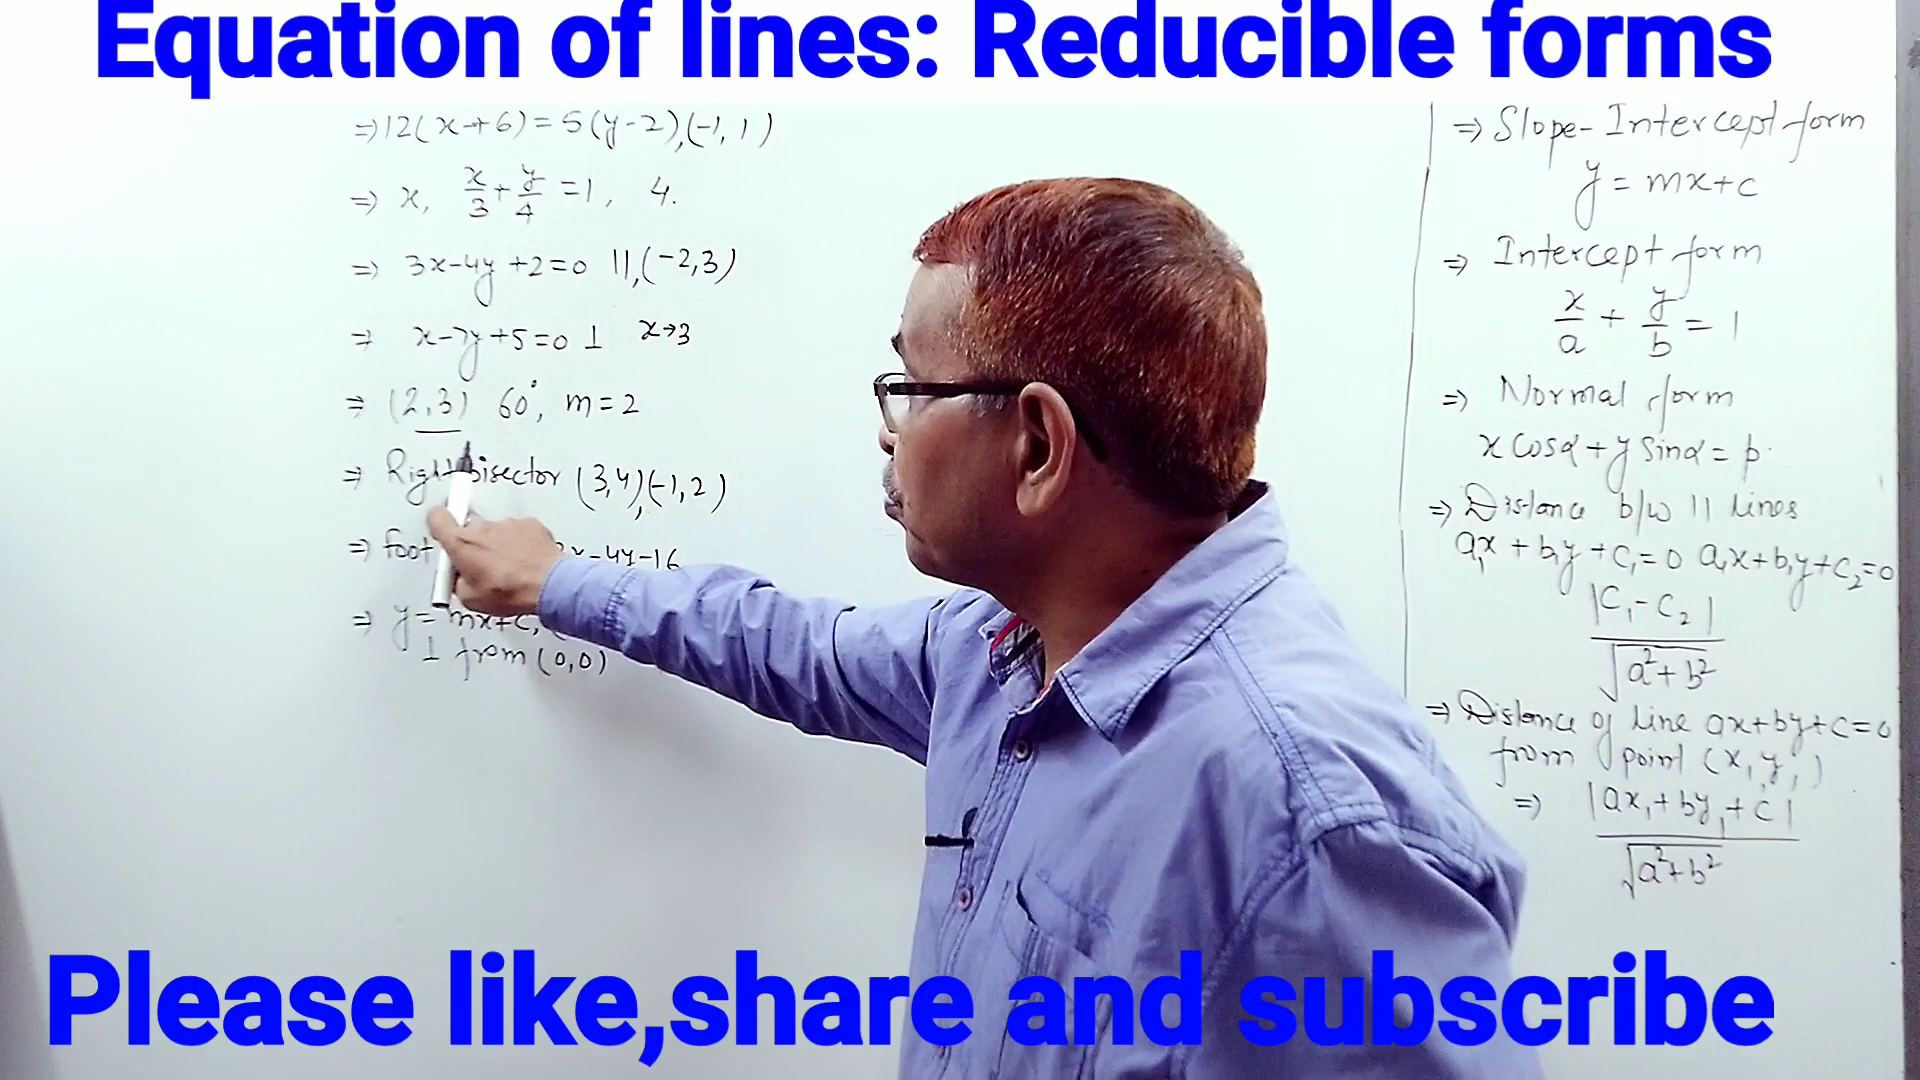 Equation of lines: Reducible forms
⇒ 12(x+6) = 5(y-2), (-1, 1)
⇒ x, x/3 + y/4 = 1, 4.
⇒ 3x-4y+2=0 ||, (-2,3)
⇒ x-7y+5=0 ⊥ x→3
⇒ (2,3) 60°, m=2
⇒ Right bisector (3,4), (-1,2)
⇒ foot x-4y-16
⇒ y = mx+c,
⊥ from (0,0)
⇒ Slope-Intercept form
y = mx+c
⇒ Intercept form
x/a + y/b = 1
⇒ Normal form
x Cosα + y Sinα = p.
⇒ Distance b/w || lines
a₁x + b₁y + c₁=0 a₁x+b₁y+c₂=0
|c₁-c₂|
√a²+b²
⇒ Distance of line ax+by+c=0
from point (x₁y₁)
⇒ |ax₁+by₁+c|
√a²+b²
Please like,share and subscribe